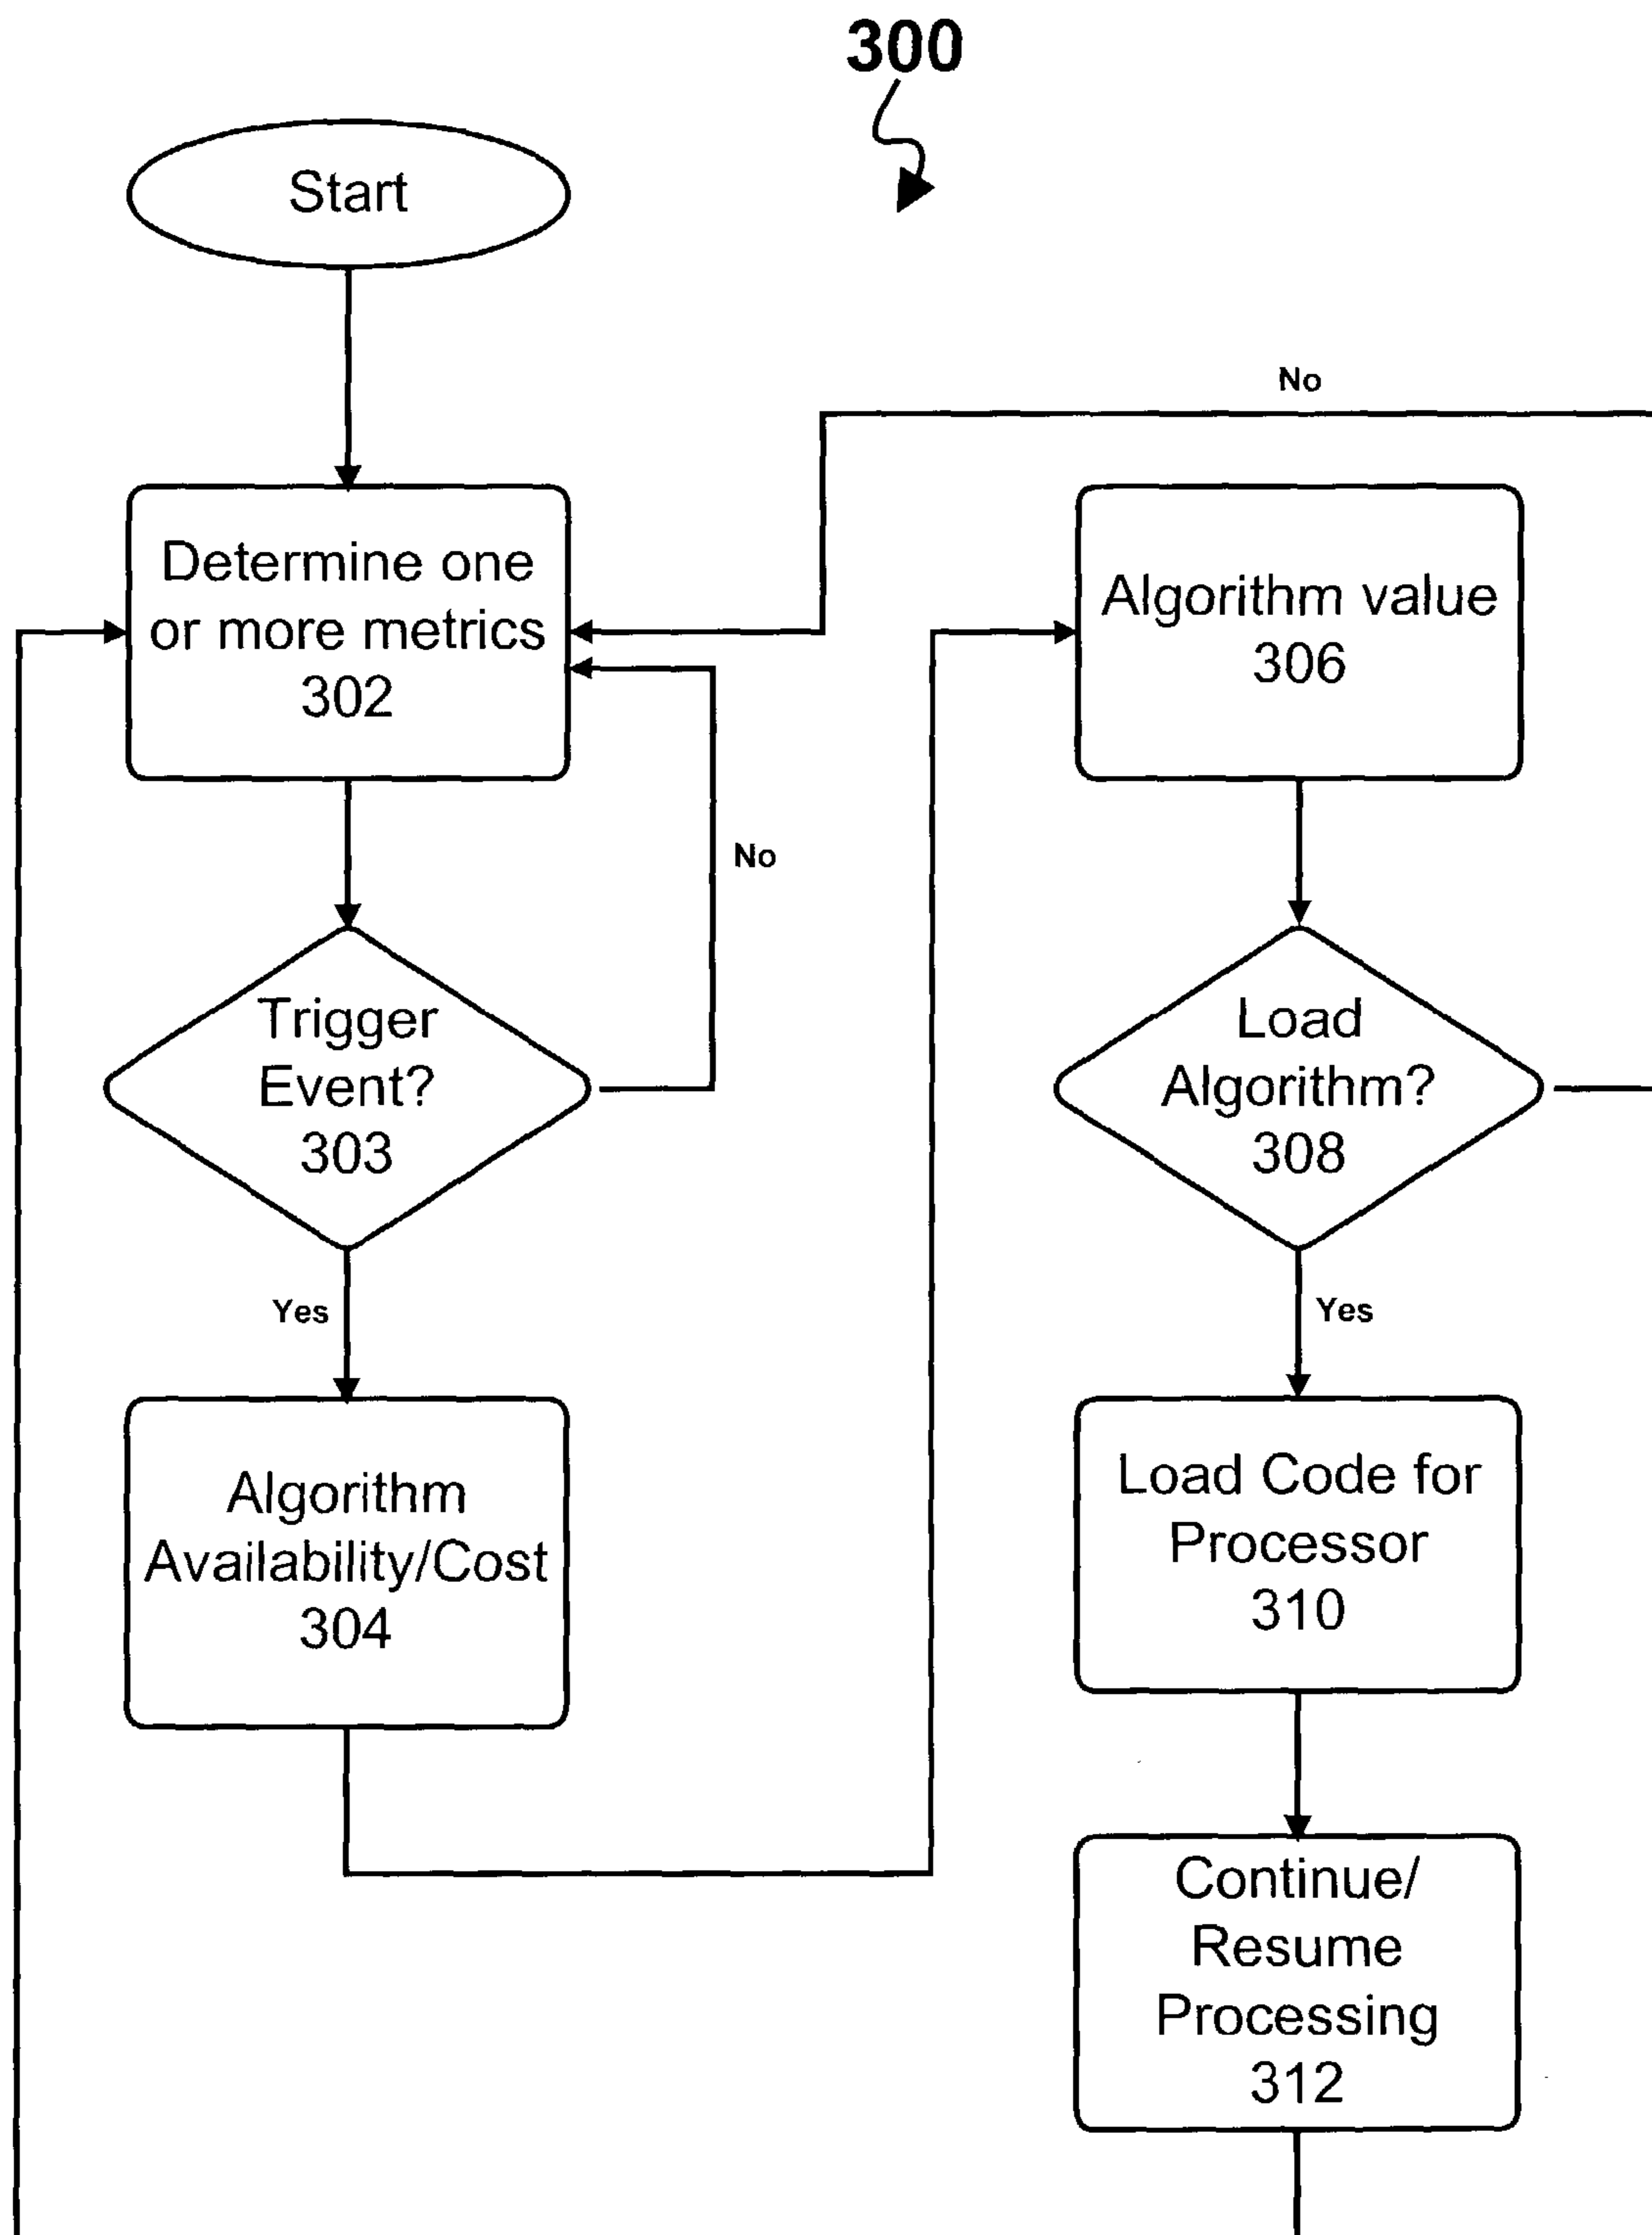 300
Start
Determine one
or more metrics
302
No
Trigger
Event?
303
Yes
Algorithm
Availability/Cost
304
No
Algorithm value
306
Load
Algorithm?
308
Yes
Load Code for
Processor
310
Continue/
Resume
Processing
312